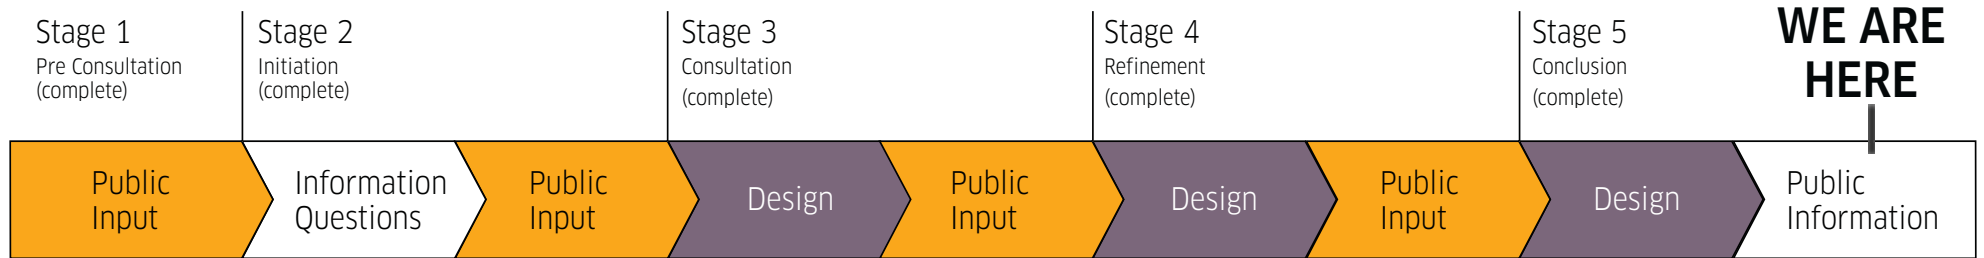 Stage 1
Pre Consultation
(complete)
Stage 2
Initiation
(complete)
Stage 3
Consultation
(complete)
Stage 4
Refinement
(complete)
Stage 5
Conclusion
(complete)
WE ARE
HERE
Public
Input
Information
Questions
Public
Input
Design
Public
Input
Design
Public
Input
Design
Public
Information